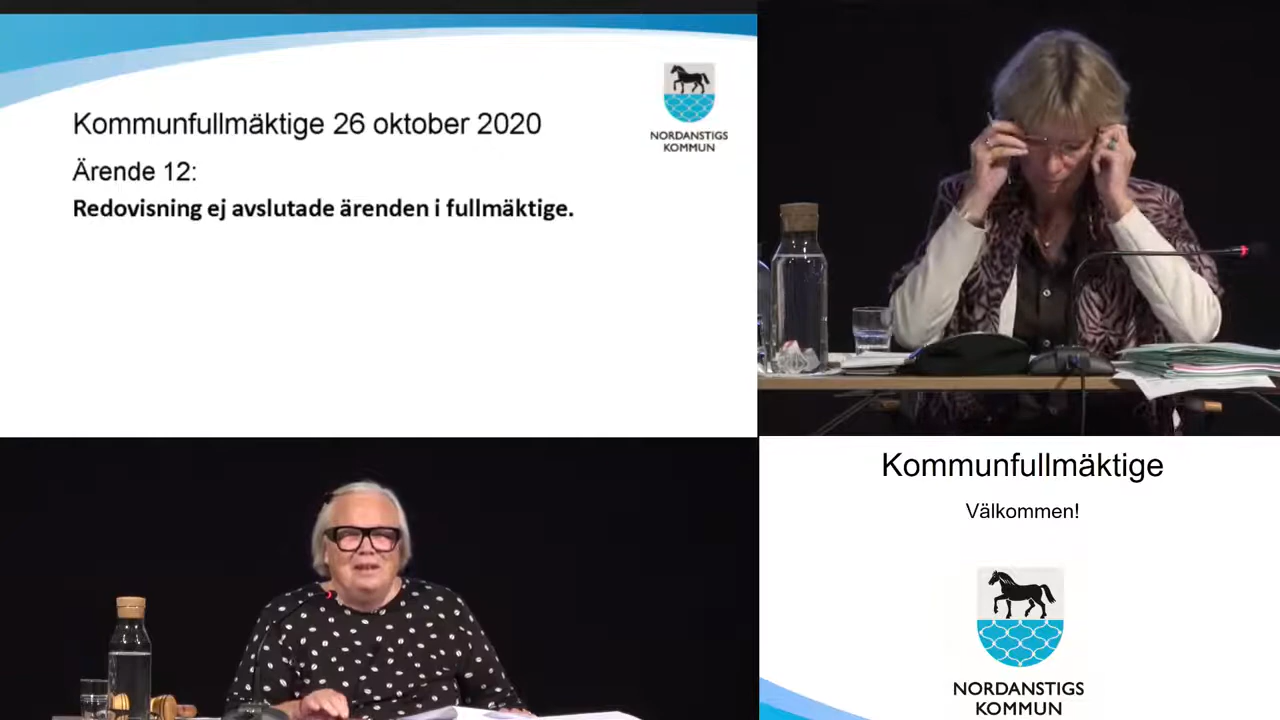 Kommunfullmäktige 26 oktober 2020
Ärende 12:
Redovisning ej avslutade ärenden i fullmäktige.
NORDANSTIGS
KOMMUN
Kommunfullmäktige
Välkommen!
NORDANSTIGS
KOMMUN